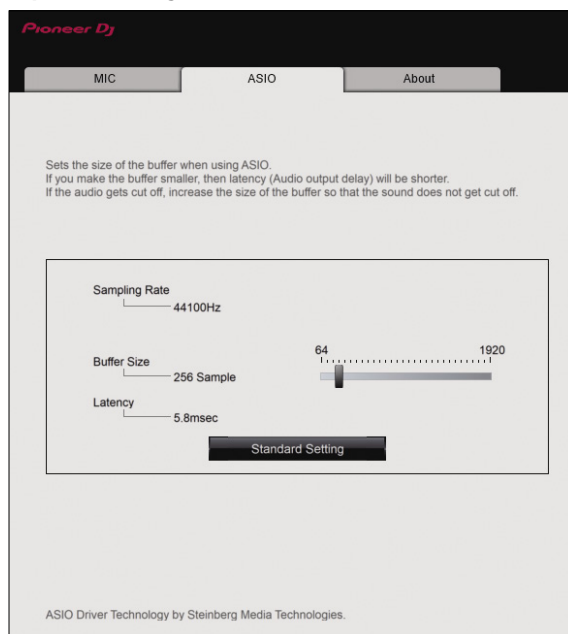 Pioneer Dj
MIC
ASIO
About
Sets the size of the buffer when using ASIO.
If you make the buffer smaller, then latency (Audio output delay) will be shorter.
If the audio gets cut off, increase the size of the buffer so that the sound does not get cut off.
Sampling Rate
44100Hz
64 1920
Buffer Size
256 Sample
Latency
5.8msec
Standard Setting
ASIO Driver Technology by Steinberg Media Technologies.